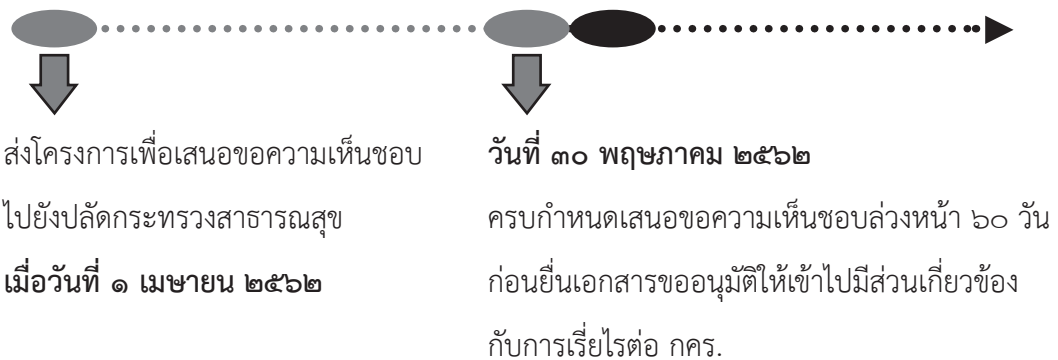 ส่งโครงการเพื่อเสนอขอความเห็นชอบ
ไปยังปลัดกระทรวงสาธารณสุข
เมื่อวันที่ ๑ เมษายน ๒๕๖๒
วันที่ ๓๐ พฤษภาคม ๒๕๖๒
ครบกำหนดเสนอขอความเห็นชอบล่วงหน้า ๖๐ วัน
ก่อนยื่นเอกสารขออนุมัติให้เข้าไปมีส่วนเกี่ยวข้อง
กับการเรี่ยไรต่อ กคร.